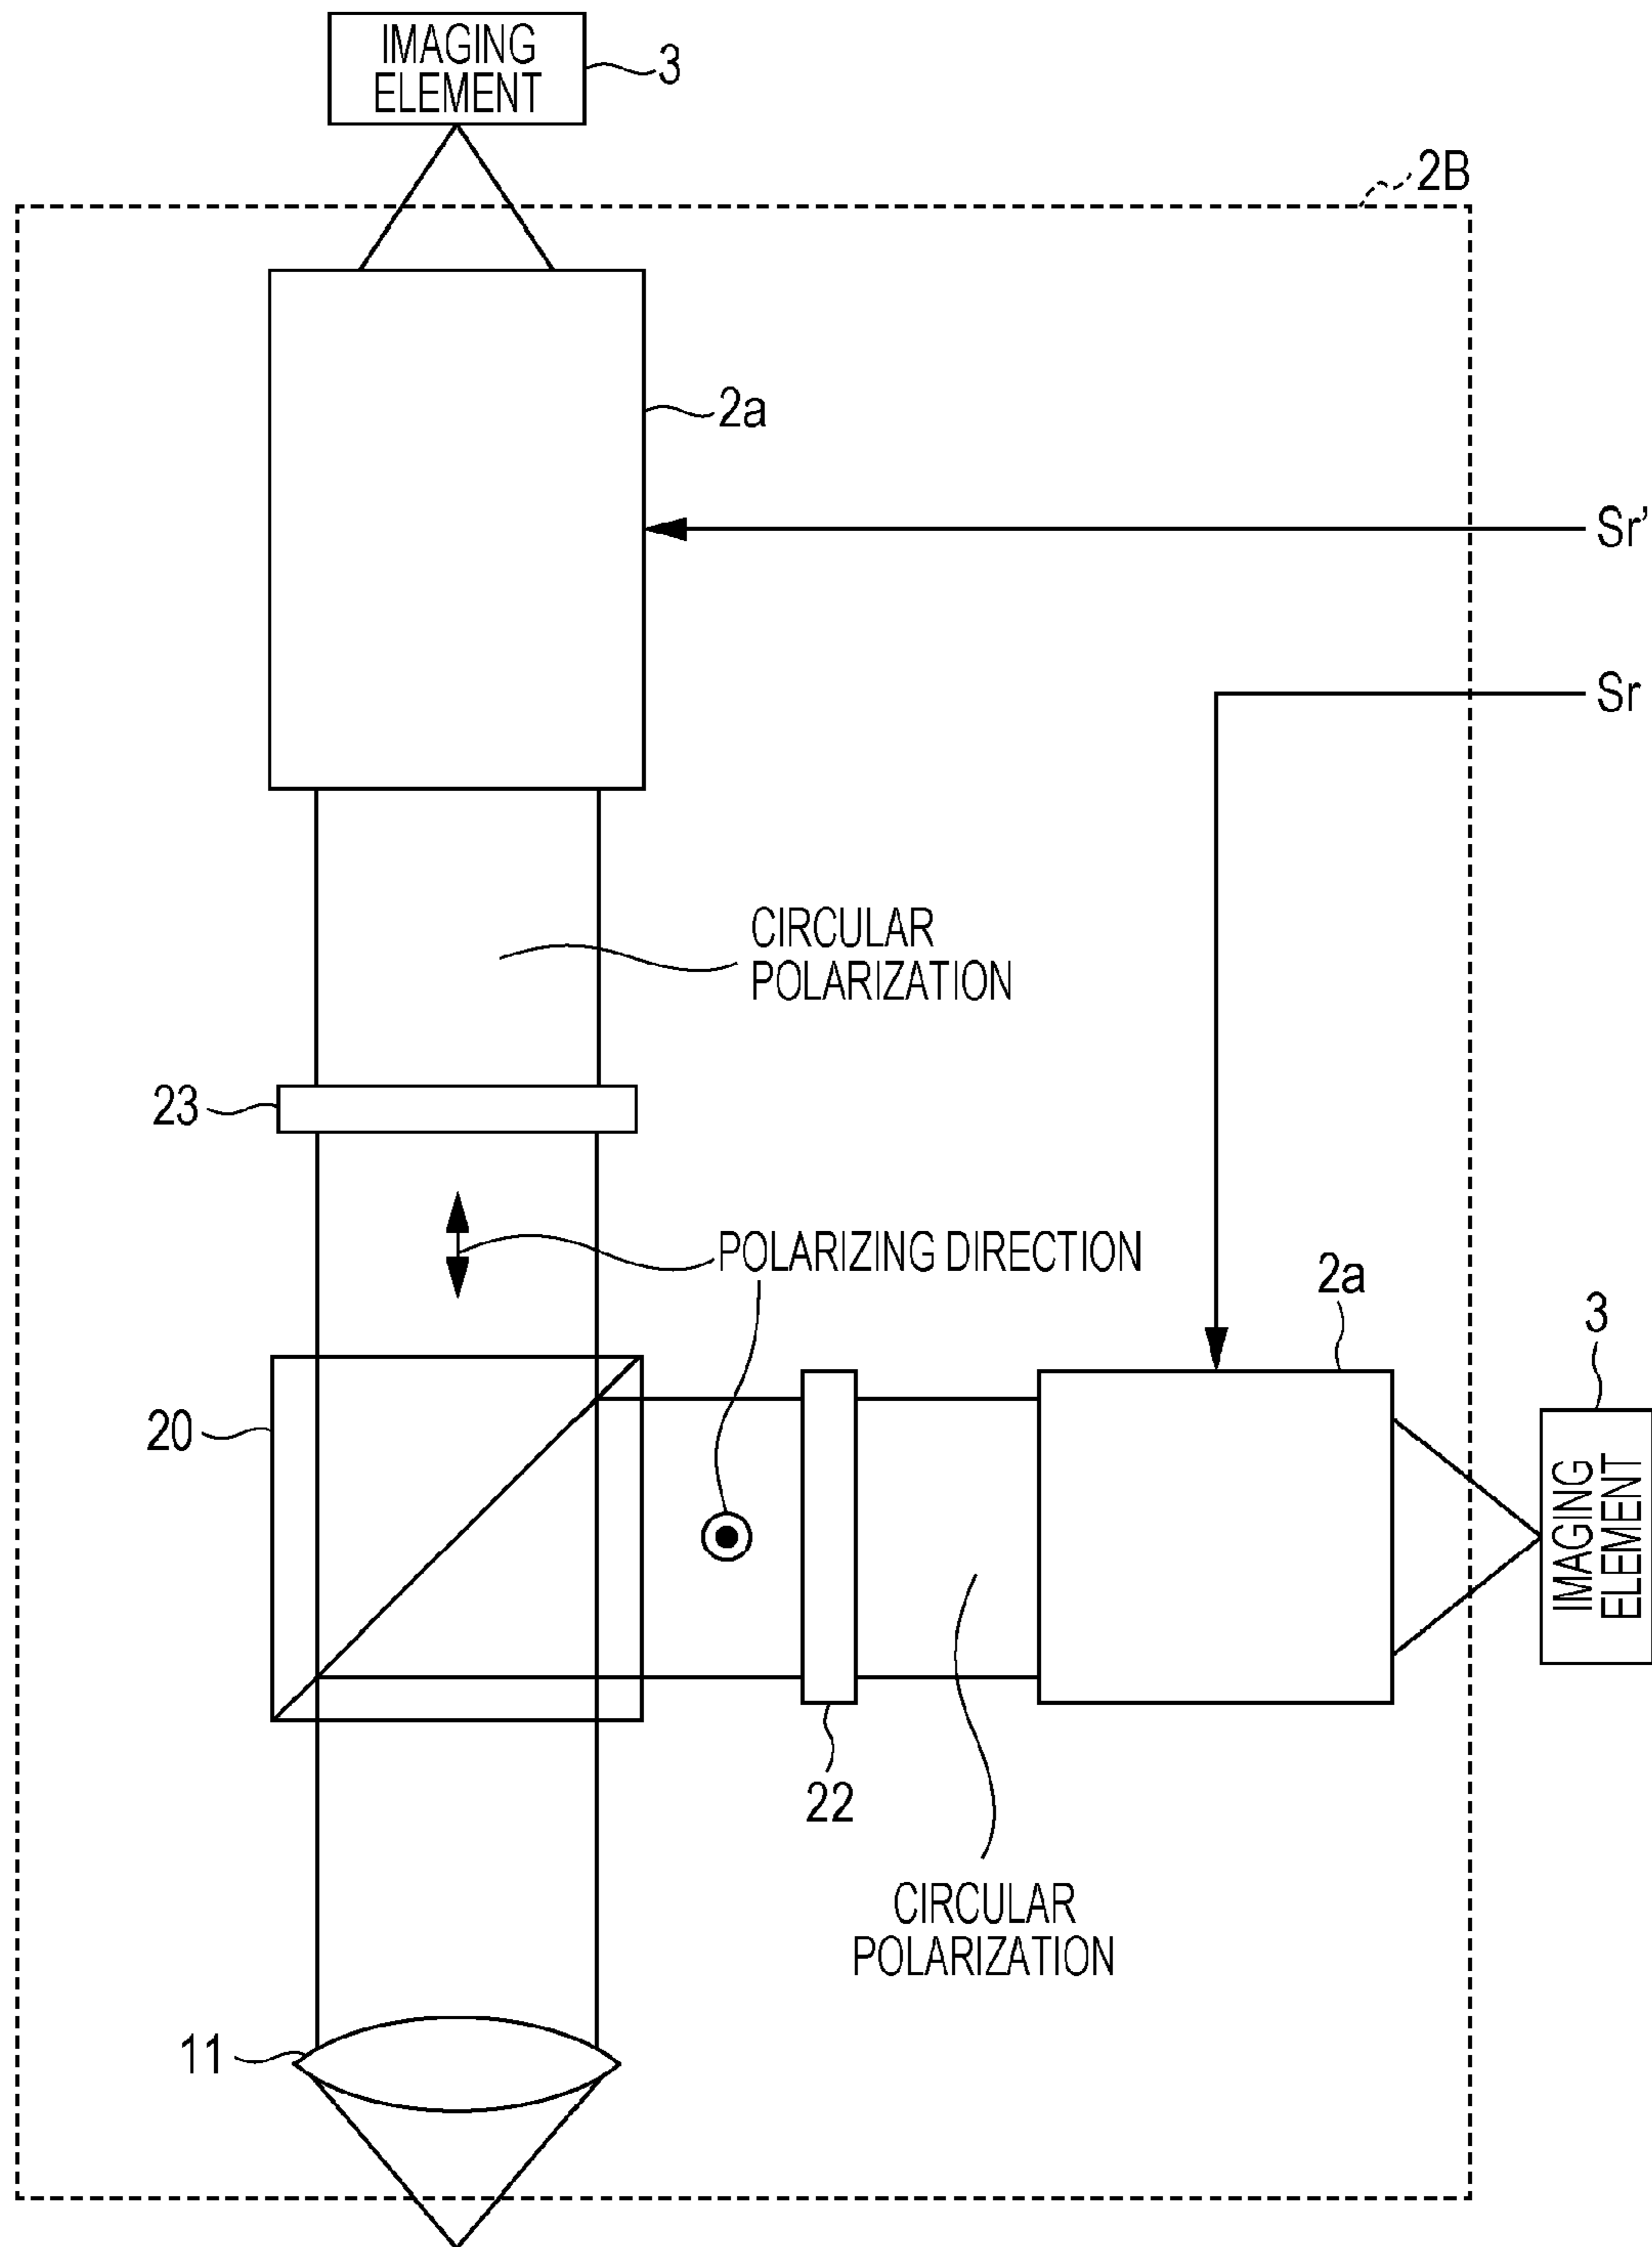 IMAGING
ELEMENT
3
2B
2a
Sr’
Sr
CIRCULAR
POLARIZATION
23
POLARIZING DIRECTION
2a
3
20
IMAGING
ELEMENT
22
CIRCULAR
POLARIZATION
11